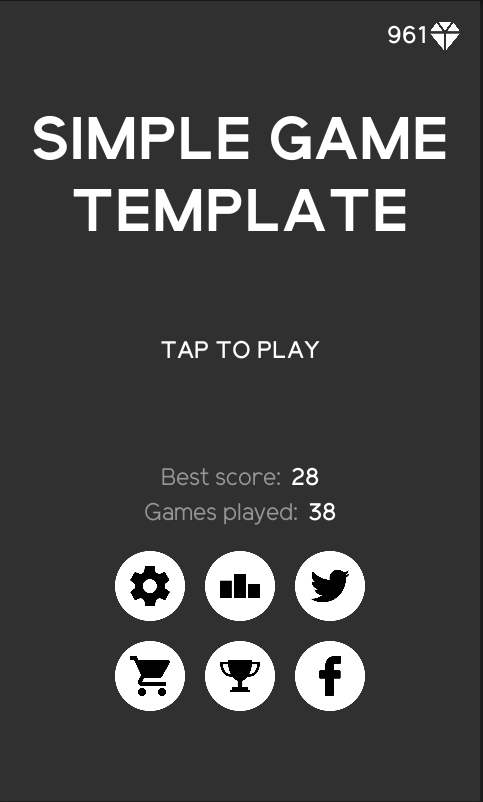 961
SIMPLE GAME
TEMPLATE
TAP TO PLAY
Best score: 28
Games played: 38